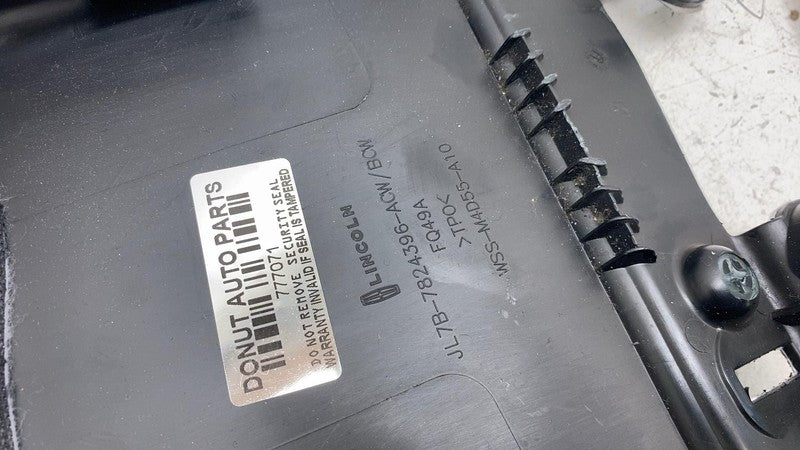 DONUT AUTO PARTS
777071
DO NOT REMOVE SECURITY SEAL
WARRANTY INVALID IF SEAL IS TAMPERED
LINCOLN
JL7B-7824396-ACW/BCW
FQ49A
>TPO<
WSS-M4D55-A10